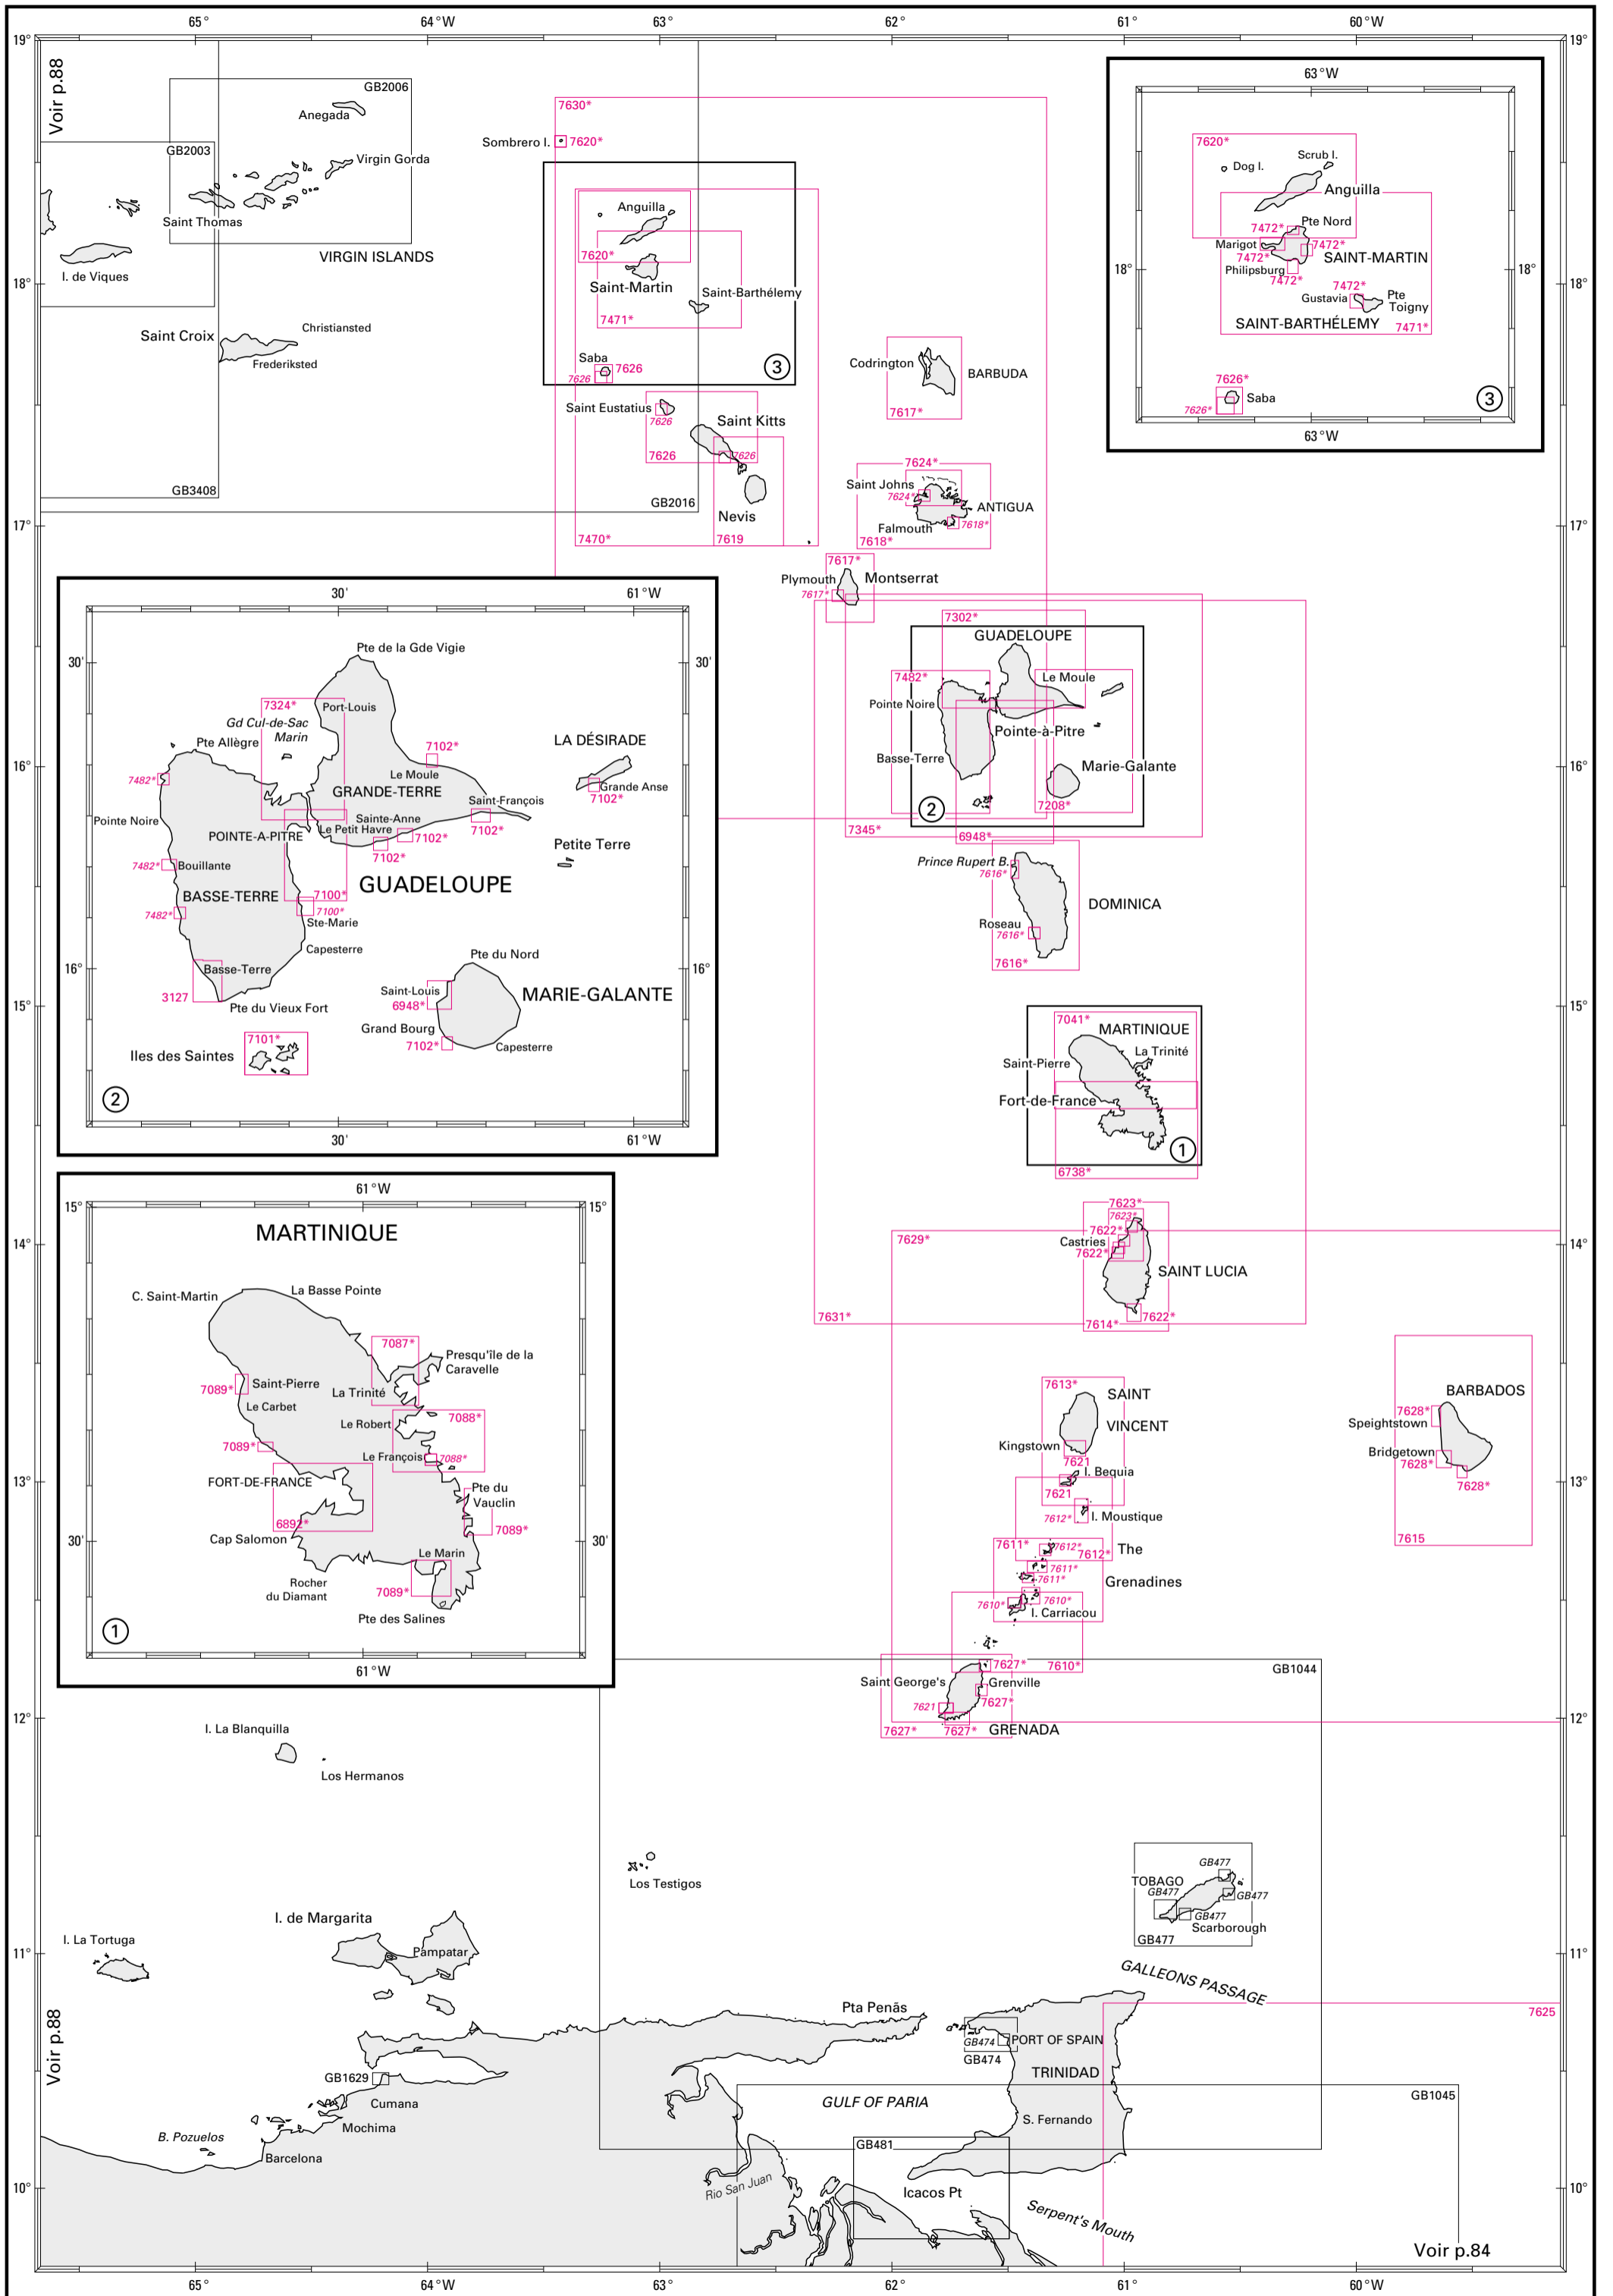 65°
64°W
63°
62°
61°
60°W
19°
19°
Voir p.88
GB2006
Anegada
GB2003
Virgin Gorda
Saint Thomas
VIRGIN ISLANDS
I. de Viques
Saint Croix
Christiansted
Frederiksted
GB3408
GB2016
7630*
Sombrero I.
7620*
Anguilla
7620*
Saint-Martin
Saint-Barthélemy
7471*
Saba
7626
7626
3
Saint Eustatius
7626
Saint Kitts
7626
7626
Nevis
7470*
7619
Codrington
BARBUDA
7617*
7624*
Saint Johns
7624*
ANTIGUA
Falmouth
7618*
7618*
7617*
Plymouth
Montserrat
7617*
63°W
7620*
Dog I.
Scrub I.
Anguilla
Pte Nord
7472*
Marigot
7472*
7472*
SAINT-MARTIN
Philipsburg
7472*
18°
18°
7472*
Gustavia
Pte
Toigny
SAINT-BARTHÉLEMY
7471*
7626*
Saba
7626*
3
63°W
18°
18°
17°
17°
7302*
GUADELOUPE
7482*
Le Moule
Pointe Noire
Pointe-à-Pitre
Basse-Terre
Marie-Galante
2
7208*
7345*
6948*
16°
16°
30'
61°W
30'
30'
Pte de la Gde Vigie
7324*
Port-Louis
Gd Cul-de-Sac
Marin
Pte Allègre
7102*
LA DÉSIRADE
7482*
Le Moule
Grande Anse
7102*
GRANDE-TERRE
Saint-François
Pointe Noire
Sainte-Anne
POINTE-A-PITRE
Le Petit Havre
7102*
7102*
7102*
Petite Terre
7482*
Bouillante
GUADELOUPE
BASSE-TERRE
7100*
7482*
7100*
Ste-Marie
Capesterre
Pte du Nord
16°
16°
Basse-Terre
3127
Saint-Louis
6948*
MARIE-GALANTE
Pte du Vieux Fort
Grand Bourg
7102*
Capesterre
7101*
Iles des Saintes
2
30'
61°W
Prince Rupert B.
7616*
DOMINICA
Roseau
7616*
7616*
15°
15°
7041*
MARTINIQUE
Saint-Pierre
La Trinité
Fort-de-France
1
6738*
61°W
15°
15°
MARTINIQUE
C. Saint-Martin
La Basse Pointe
7087*
Presqu'île de la
Caravelle
7089*
Saint-Pierre
La Trinité
Le Carbet
7088*
Le Robert
7089*
Le François
7088*
FORT-DE-FRANCE
Pte du
Vauclin
6892*
7089*
Cap Salomon
30'
30'
Le Marin
Rocher
du Diamant
7089*
Pte des Salines
1
61°W
7623*
7623*
7622*
Castries
7622*
7629*
14°
14°
SAINT LUCIA
7631*
7622*
7614*
7613*
SAINT
VINCENT
Kingstown
7621
I. Bequia
7621
I. Moustique
7612*
7611*
7612*
7612*
The
Grenadines
7611*
7611*
7610*
7610*
I. Carriacou
7610*
BARBADOS
7628*
Speightstown
Bridgetown
7628*
7628*
7615
13°
13°
GB1044
7627*
Saint George's
Grenville
7621
7627*
7627*
7627*
GRENADA
12°
12°
I. La Blanquilla
Los Hermanos
Los Testigos
GB477
TOBAGO
GB477
GB477
GB477
Scarborough
GB477
I. de Margarita
I. La Tortuga
Pampatar
11°
11°
GALLEONS PASSAGE
7625
Pta Penãs
GB474
PORT OF SPAIN
GB474
TRINIDAD
Voir p.88
GB1629
Cumana
Mochima
B. Pozuelos
Barcelona
GULF OF PARIA
GB1045
S. Fernando
GB481
10°
10°
Rio San Juan
Icacos Pt
Serpent's Mouth
Voir p.84
65°
64°W
63°
62°
61°
60°W